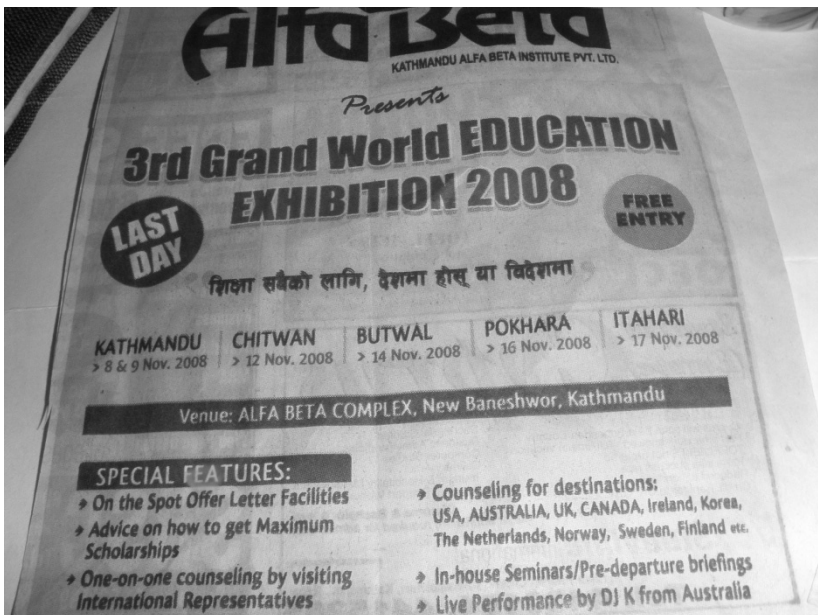 Alfa Beta
KATHMANDU ALFA BETA INSTITUTE PVT. LTD.
Presents
3rd Grand World EDUCATION
EXHIBITION 2008
LAST
DAY
FREE
ENTRY
शिक्षा सबैको लागि, देशमा होस् या विदेशमा
KATHMANDU
> 8 & 9 Nov. 2008
CHITWAN
> 12 Nov. 2008
BUTWAL
> 14 Nov. 2008
POKHARA
> 16 Nov. 2008
ITAHARI
> 17 Nov. 2008
Venue: ALFA BETA COMPLEX, New Baneshwor, Kathmandu
SPECIAL FEATURES:
→ On the Spot Offer Letter Facilities
→ Advice on how to get Maximum
Scholarships
→ One-on-one counseling by visiting
International Representatives
→ Counseling for destinations:
USA, AUSTRALIA, UK, CANADA, Ireland, Korea,
The Netherlands, Norway, Sweden, Finland etc.
→ In-house Seminars/Pre-departure briefings
→ Live Performance by DJ K from Australia